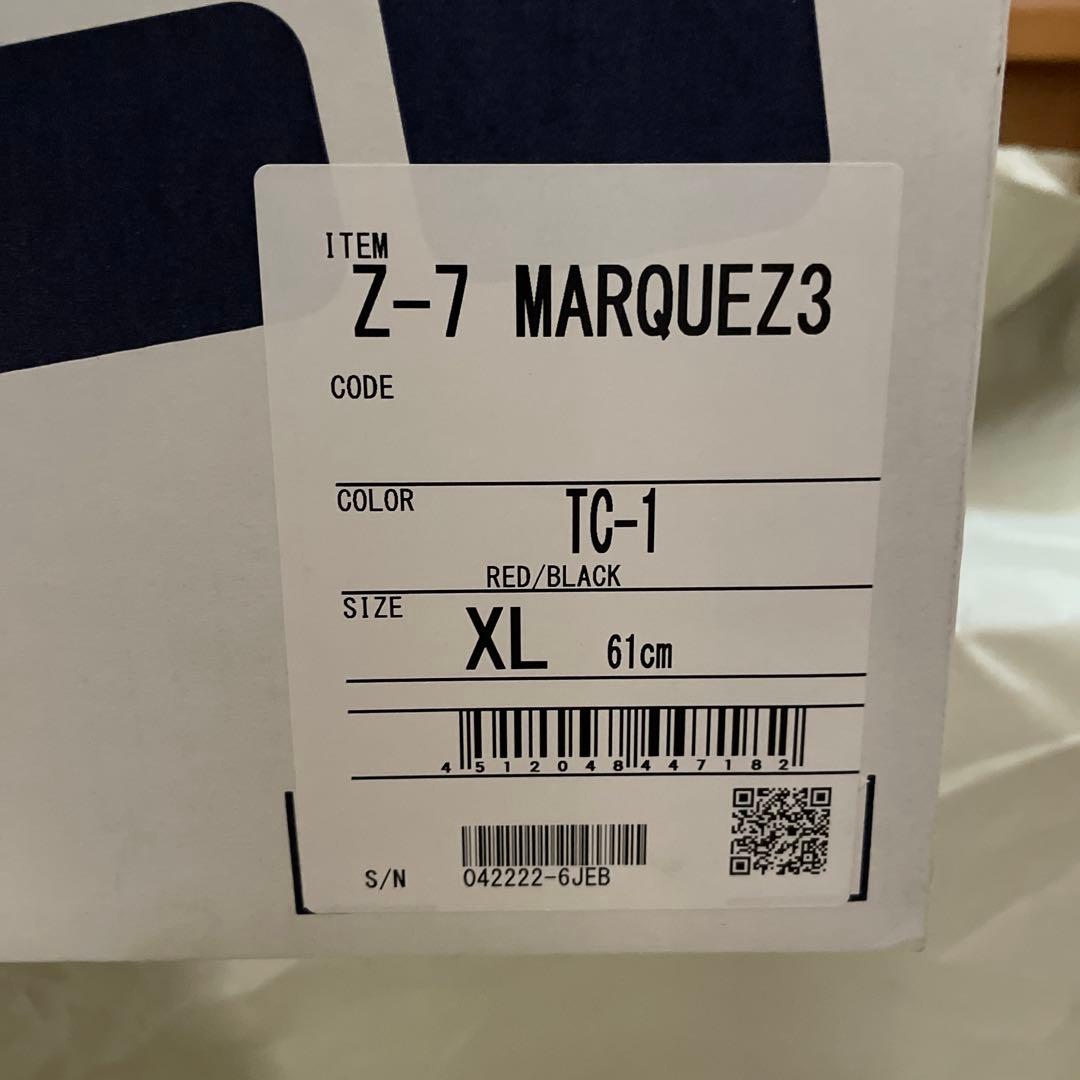 ITEM
Z-7 MARQUEZ3
CODE
COLOR TC-1
RED/BLACK
SIZE XL 61cm
4512048447182
S/N 042222-6JEB